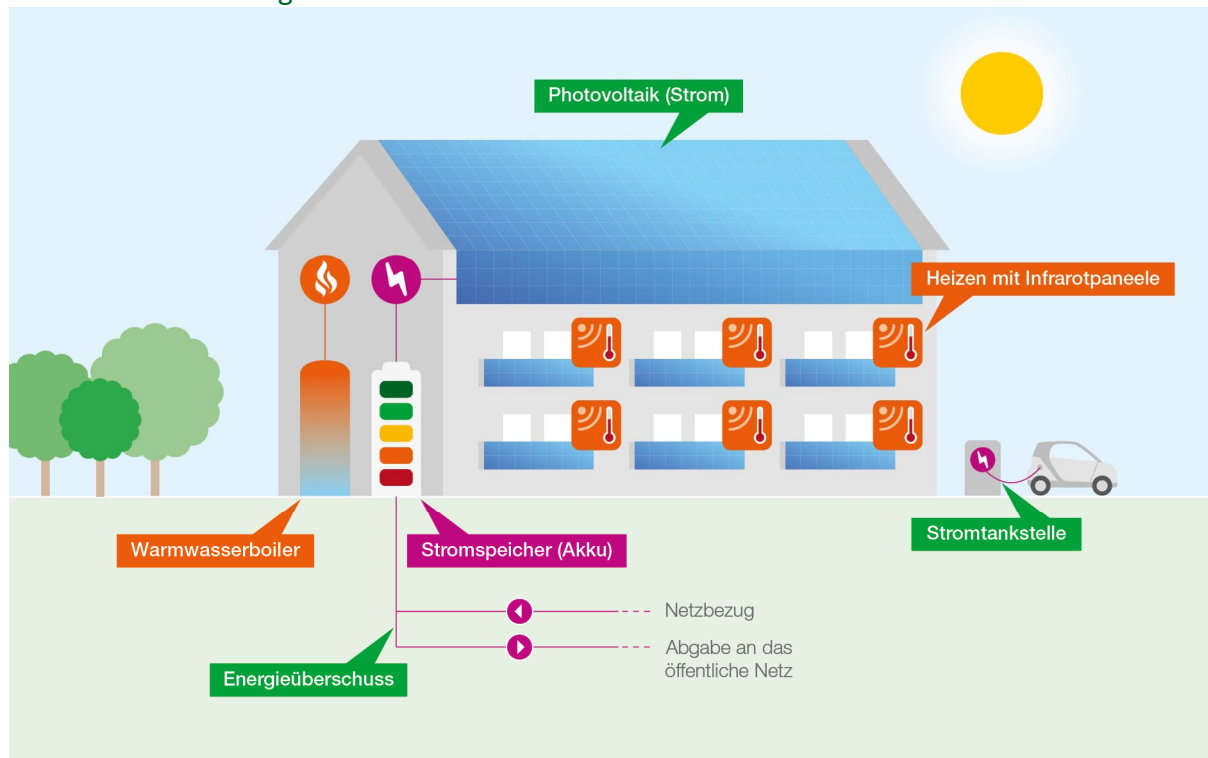 Photovoltaik (Strom)
Heizen mit Infrarotpaneele
Warmwasserboiler
Stromspeicher (Akku)
Stromtankstelle
Netzbezug
Abgabe an das
öffentliche Netz
Energieüberschuss